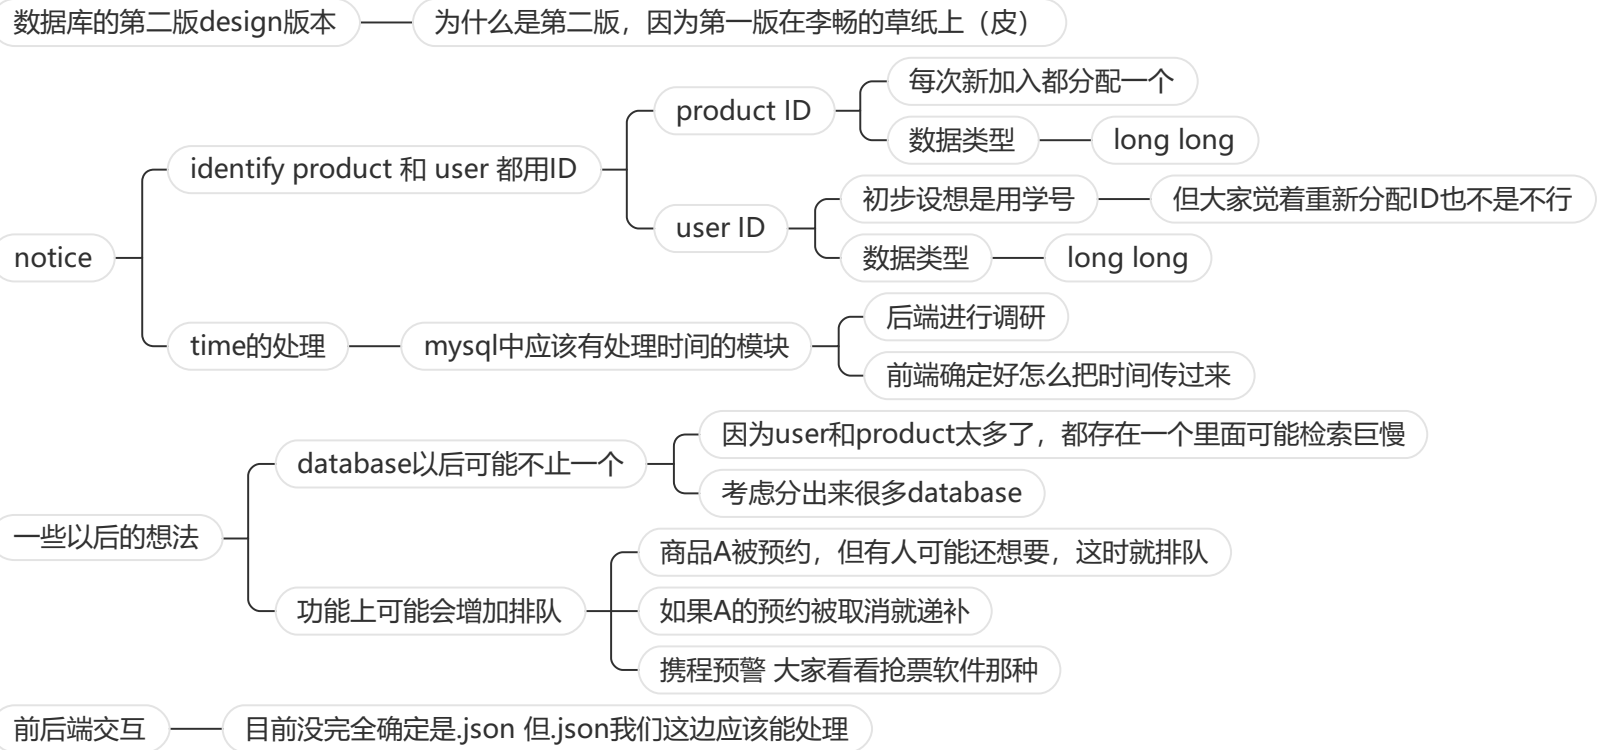 数据库的第二版design版本
为什么是第二版，因为第一版在李畅的草纸上（皮）
notice
identify product 和 user 都用ID
product ID
每次新加入都分配一个
数据类型
long long
user ID
初步设想是用学号
但大家觉着重新分配ID也不是不行
数据类型
long long
time的处理
mysql中应该有处理时间的模块
后端进行调研
前端确定好怎么把时间传过来
一些以后的想法
database以后可能不止一个
因为user和product太多了，都存在一个里面可能检索巨慢
考虑分出来很多database
功能上可能会增加排队
商品A被预约，但有人可能还想要，这时就排队
如果A的预约被取消就递补
携程预警 大家看看抢票软件那种
前后端交互
目前没完全确定是.json 但.json我们这边应该能处理